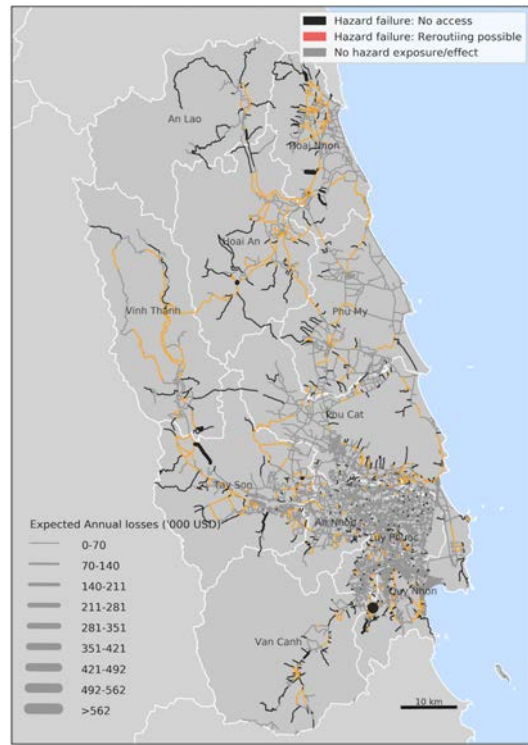 Hazard failure: No access
Hazard failure: Reroutiing possible
No hazard exposure/effect
An Lao
Hoai Nhon
Hoai An
Vinh Thanh
Phu My
Phu Cat
Tay Son
An Nhon
Tuy Phuoc
Quy Nhon
Van Canh
Expected Annual losses ('000 USD)
0-70
70-140
140-211
211-281
281-351
351-421
421-492
492-562
>562
10 km